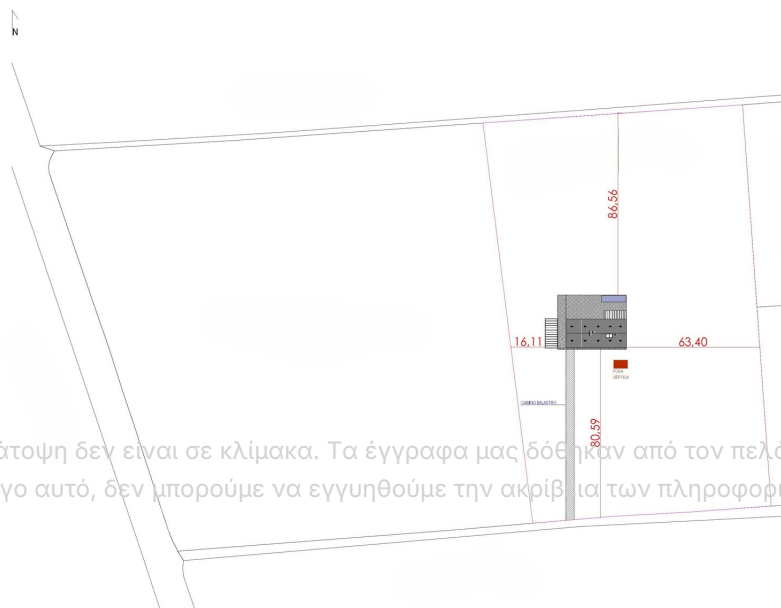 N
86,56
16,11
63,40
FOSA
SEPTICA
CAMINO BALASTRO
80,59
άτοψη δεν είναι σε κλίμακα. Τα έγγραφα μας δόθηκαν από τον πελά
γο αυτό, δεν μπορούμε να εγγυηθούμε την ακρίβεια των πληροφορι